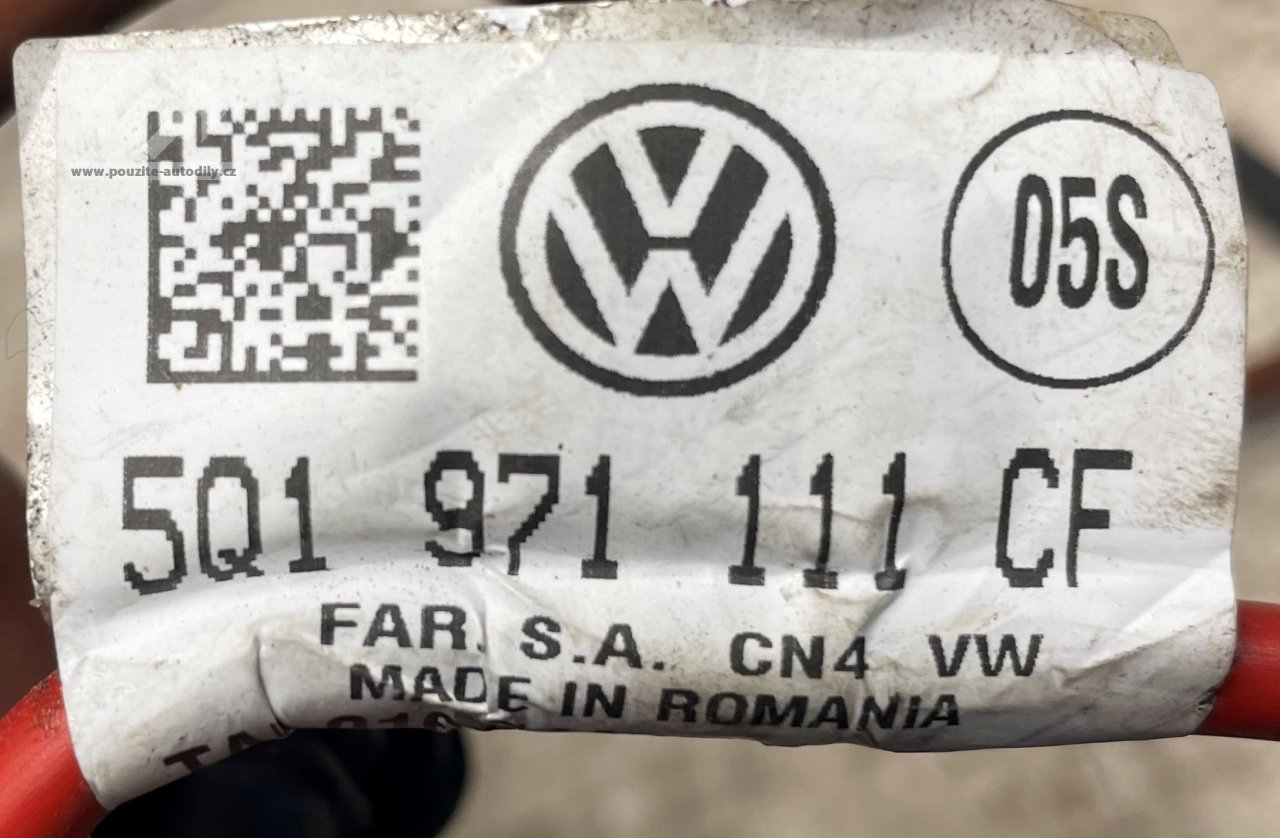 www.pouzite-autodily.cz
05S
5Q1 971 111 CF
FAR. S.A. CN4 VW
MADE IN ROMANIA